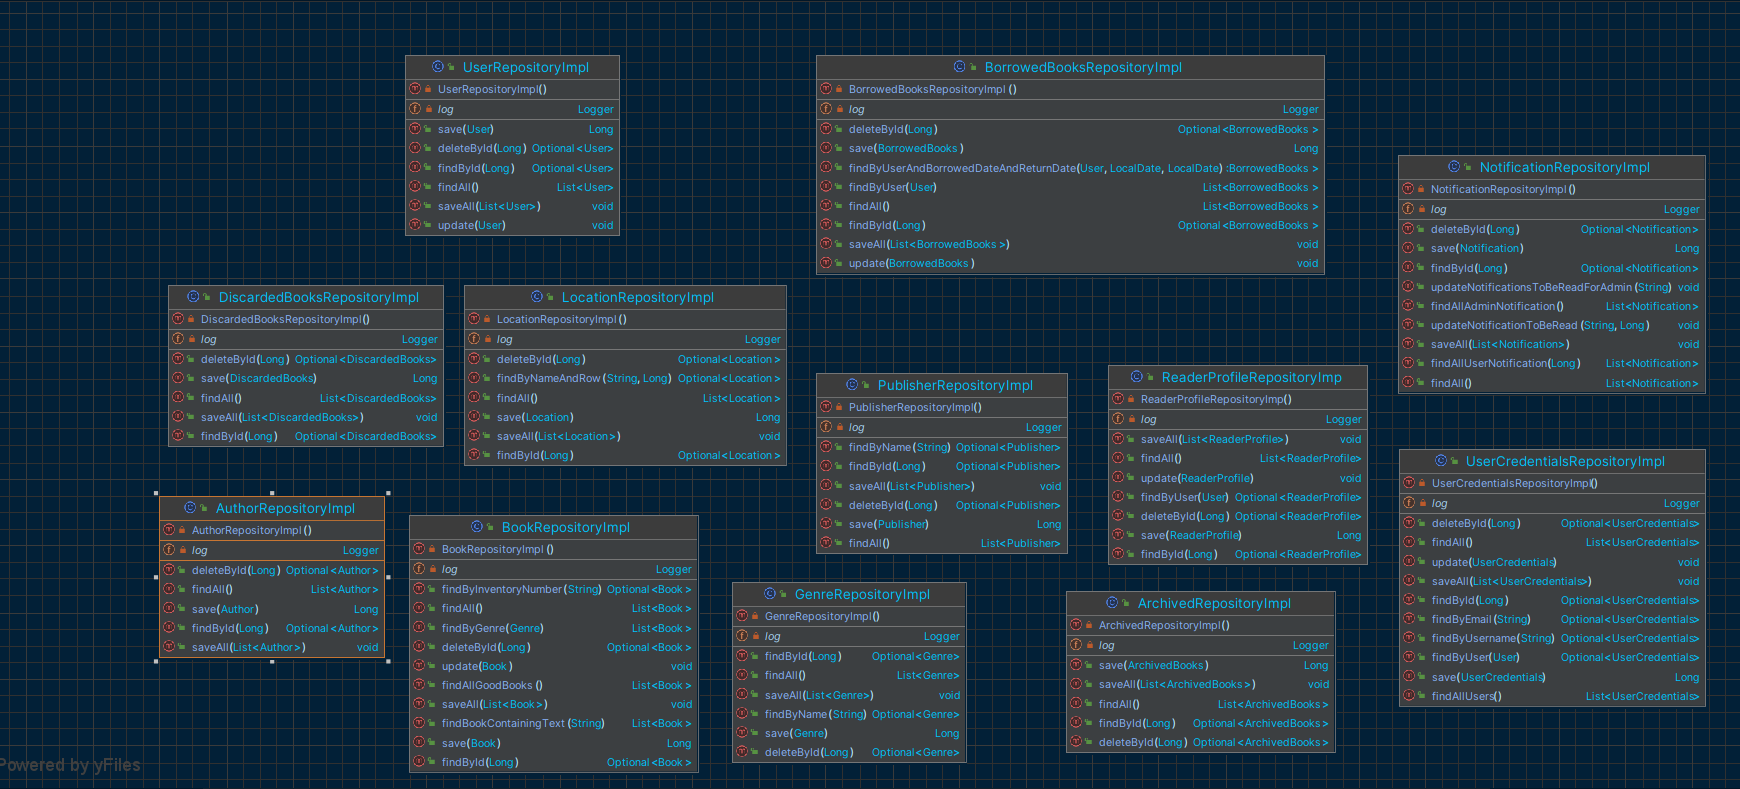 UserRepositoryImpl
UserRepositoryImpl()
log Logger
save(User) Long
deleteById(Long) Optional<User>
findById(Long) Optional<User>
findAll() List<User>
saveAll(List<User>) void
update(User) void
BorrowedBooksRepositoryImpl
BorrowedBooksRepositoryImpl()
log Logger
deleteById(Long) Optional<BorrowedBooks>
save(BorrowedBooks) Long
findByUserAndBorrowedDateAndReturnDate(User, LocalDate, LocalDate) :BorrowedBooks>
findByUser(User) List<BorrowedBooks>
findAll() List<BorrowedBooks>
findById(Long) Optional<BorrowedBooks>
saveAll(List<BorrowedBooks>) void
update(BorrowedBooks) void
NotificationRepositoryImpl
NotificationRepositoryImpl()
log Logger
deleteById(Long) Optional<Notification>
save(Notification) Long
findById(Long) Optional<Notification>
updateNotificationsToBeReadForAdmin(String) void
findAllAdminNotification() List<Notification>
updateNotificationToBeRead(String, Long) void
saveAll(List<Notification>) void
findAllUserNotification(Long) List<Notification>
findAll() List<Notification>
DiscardedBooksRepositoryImpl
DiscardedBooksRepositoryImpl()
log Logger
deleteById(Long) Optional<DiscardedBooks>
save(DiscardedBooks) Long
findAll() List<DiscardedBooks>
saveAll(List<DiscardedBooks>) void
findById(Long) Optional<DiscardedBooks>
LocationRepositoryImpl
LocationRepositoryImpl()
log Logger
deleteById(Long) Optional<Location>
findByNameAndRow(String, Long) Optional<Location>
findAll() List<Location>
save(Location) Long
saveAll(List<Location>) void
findById(Long) Optional<Location>
PublisherRepositoryImpl
PublisherRepositoryImpl()
log Logger
findByName(String) Optional<Publisher>
findById(Long) Optional<Publisher>
saveAll(List<Publisher>) void
deleteById(Long) Optional<Publisher>
save(Publisher) Long
findAll() List<Publisher>
ReaderProfileRepositoryImp
ReaderProfileRepositoryImp()
log Logger
saveAll(List<ReaderProfile>) void
findAll() List<ReaderProfile>
update(ReaderProfile) void
findByUser(User) Optional<ReaderProfile>
deleteById(Long) Optional<ReaderProfile>
save(ReaderProfile) Long
findById(Long) Optional<ReaderProfile>
UserCredentialsRepositoryImpl
UserCredentialsRepositoryImpl()
log Logger
deleteById(Long) Optional<UserCredentials>
findAll() List<UserCredentials>
update(UserCredentials) void
saveAll(List<UserCredentials>) void
findById(Long) Optional<UserCredentials>
findByEmail(String) Optional<UserCredentials>
findByUsername(String) Optional<UserCredentials>
findByUser(User) Optional<UserCredentials>
save(UserCredentials) Long
findAllUsers() List<UserCredentials>
AuthorRepositoryImpl
AuthorRepositoryImpl()
log Logger
deleteById(Long) Optional<Author>
findAll() List<Author>
save(Author) Long
findById(Long) Optional<Author>
saveAll(List<Author>) void
BookRepositoryImpl
BookRepositoryImpl()
log Logger
findByInventoryNumber(String) Optional<Book>
findAll() List<Book>
findByGenre(Genre) List<Book>
deleteById(Long) Optional<Book>
update(Book) void
findAllGoodBooks() List<Book>
saveAll(List<Book>) void
findBookContainingText(String) List<Book>
save(Book) Long
findById(Long) Optional<Book>
GenreRepositoryImpl
GenreRepositoryImpl()
log Logger
findById(Long) Optional<Genre>
findAll() List<Genre>
saveAll(List<Genre>) void
findByName(String) Optional<Genre>
save(Genre) Long
deleteById(Long) Optional<Genre>
ArchivedRepositoryImpl
ArchivedRepositoryImpl()
log Logger
save(ArchivedBooks) Long
saveAll(List<ArchivedBooks>) void
findAll() List<ArchivedBooks>
findById(Long) Optional<ArchivedBooks>
deleteById(Long) Optional<ArchivedBooks>
Powered by yFiles